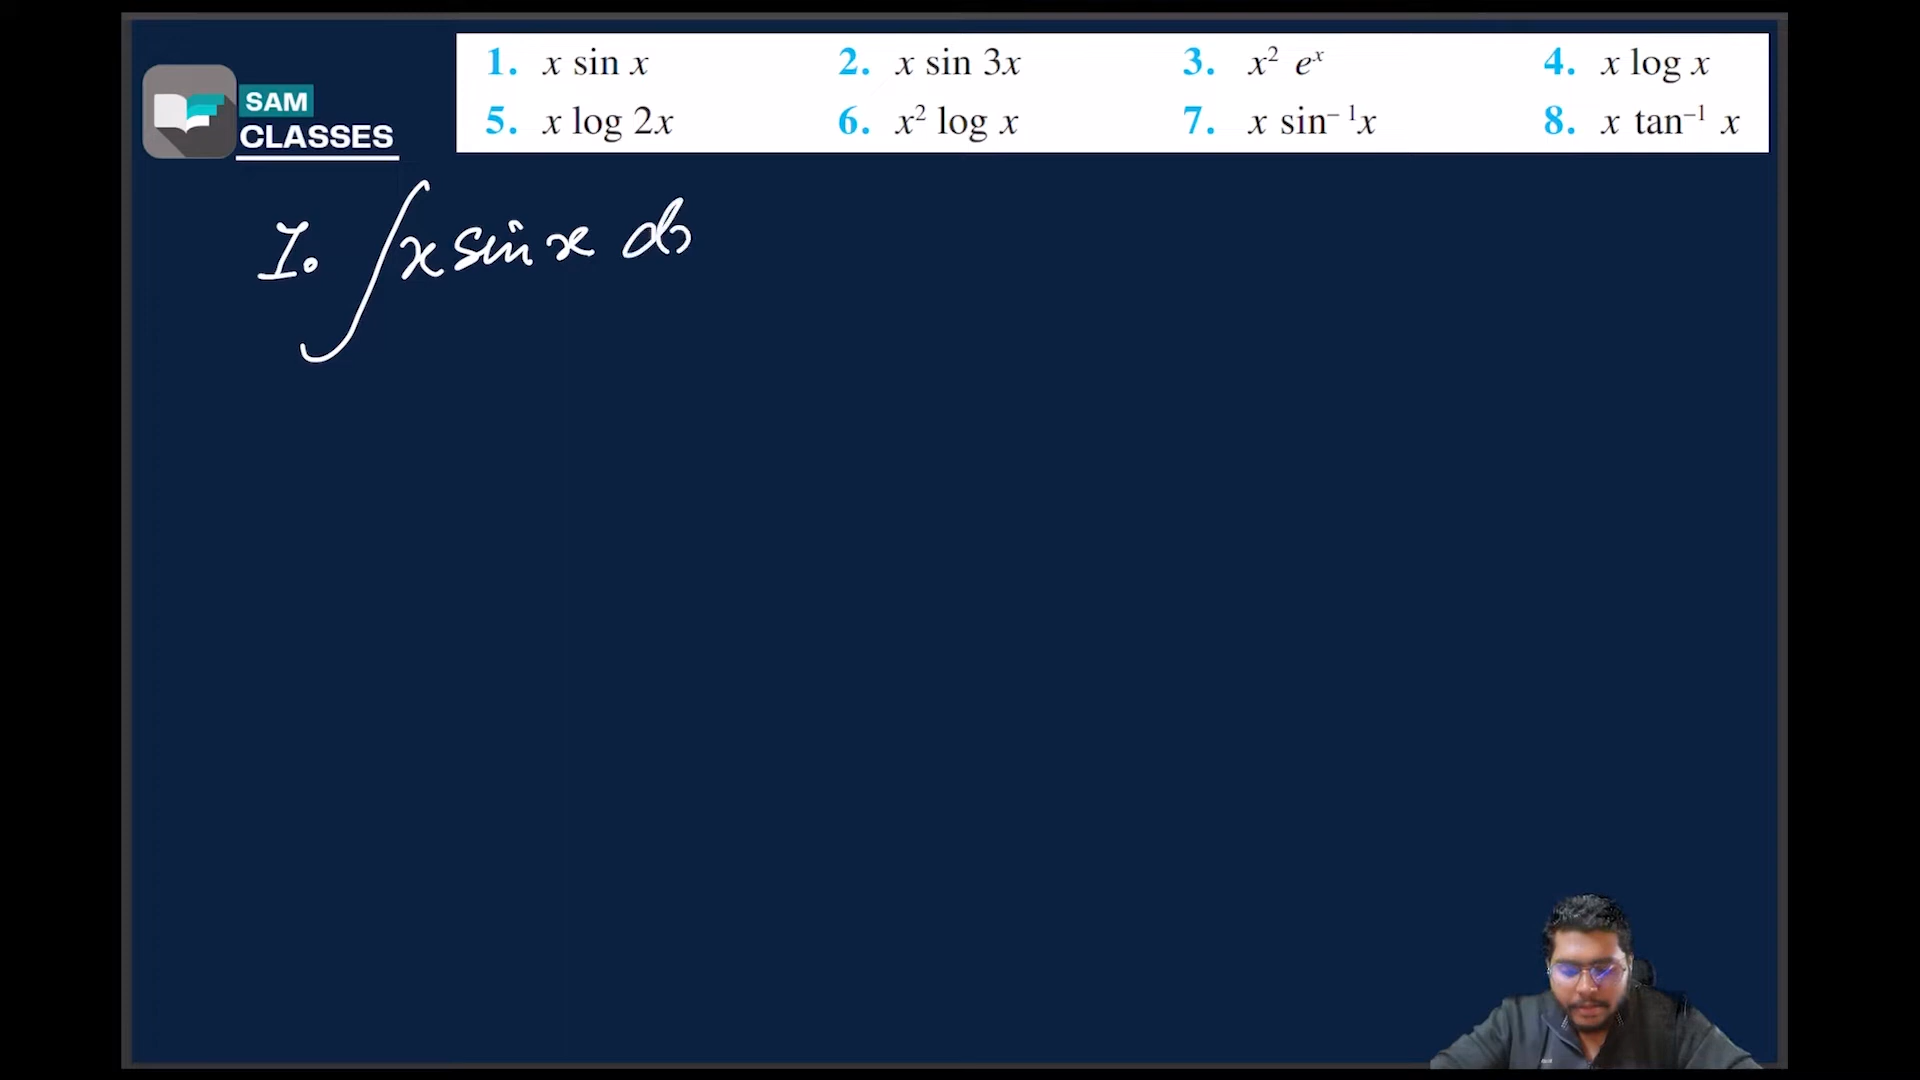 SAM
CLASSES
1. x sin x 2. x sin 3x 3. x² eˣ 4. x log x
5. x log 2x 6. x² log x 7. x sin⁻¹x 8. x tan⁻¹ x
1. ∫ x sin x d